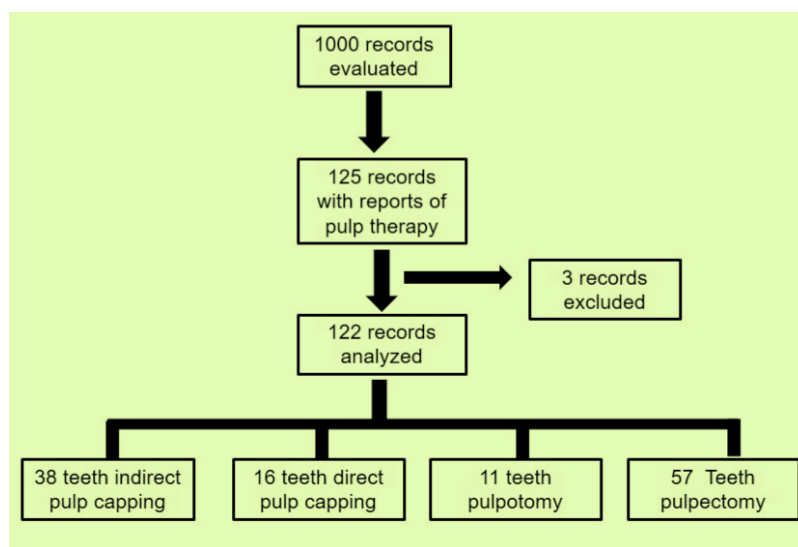 1000 records
evaluated
125 records
with reports of
pulp therapy
3 records
excluded
122 records
analyzed
38 teeth indirect
pulp capping
16 teeth direct
pulp capping
11 teeth
pulpotomy
57 Teeth
pulpectomy